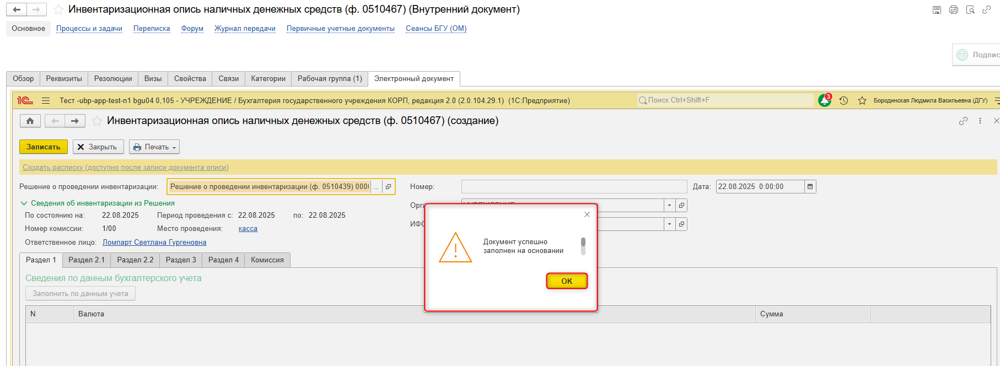 Инвентаризационная опись наличных денежных средств (ф. 0510467) (Внутренний документ)
Основное Процессы и задачи Переписка Форум Журнал передачи Первичные учетные документы Сеансы БГУ (ОМ)
Подпис
Обзор Реквизиты Резолюции Визы Свойства Связи Категории Рабочая группа (1) Электронный документ
1С Тест -ubp-app-test-n1 bgu04 0,105 - УЧРЕЖДЕНИЕ / Бухгалтерия государственного учреждения КОРП, редакция 2.0 (2.0.104.29.1) (1С:Предприятие) Поиск Ctrl+Shift+F 3 Бородинская Людмила Васильевна (ДГУ)
Инвентаризационная опись наличных денежных средств (ф. 0510467) (создание)
Записать Закрыть Печать
Создать расписку (доступно после записи документа описи)
Решение о проведении инвентаризации: Решение о проведении инвентаризации (ф. 0510439) 000 ... Номер: Дата: 22.08.2025 0:00:00
Сведения об инвентаризации из Решения
Орга
По состоянию на: 22.08.2025 Период проведения с: 22.08.2025 по: 22.08.2025
Номер комиссии: 1/00 Место проведения: касса
ИФО
Ответственное лицо: Ломпарт Светлана Гургеновна
Документ успешно
заполнен на основании
OK
Раздел 1 Раздел 2.1 Раздел 2.2 Раздел 3 Раздел 4 Комиссия
Сведения по данным бухгалтерского учета
Заполнить по данным учета
N Валюта Сумма